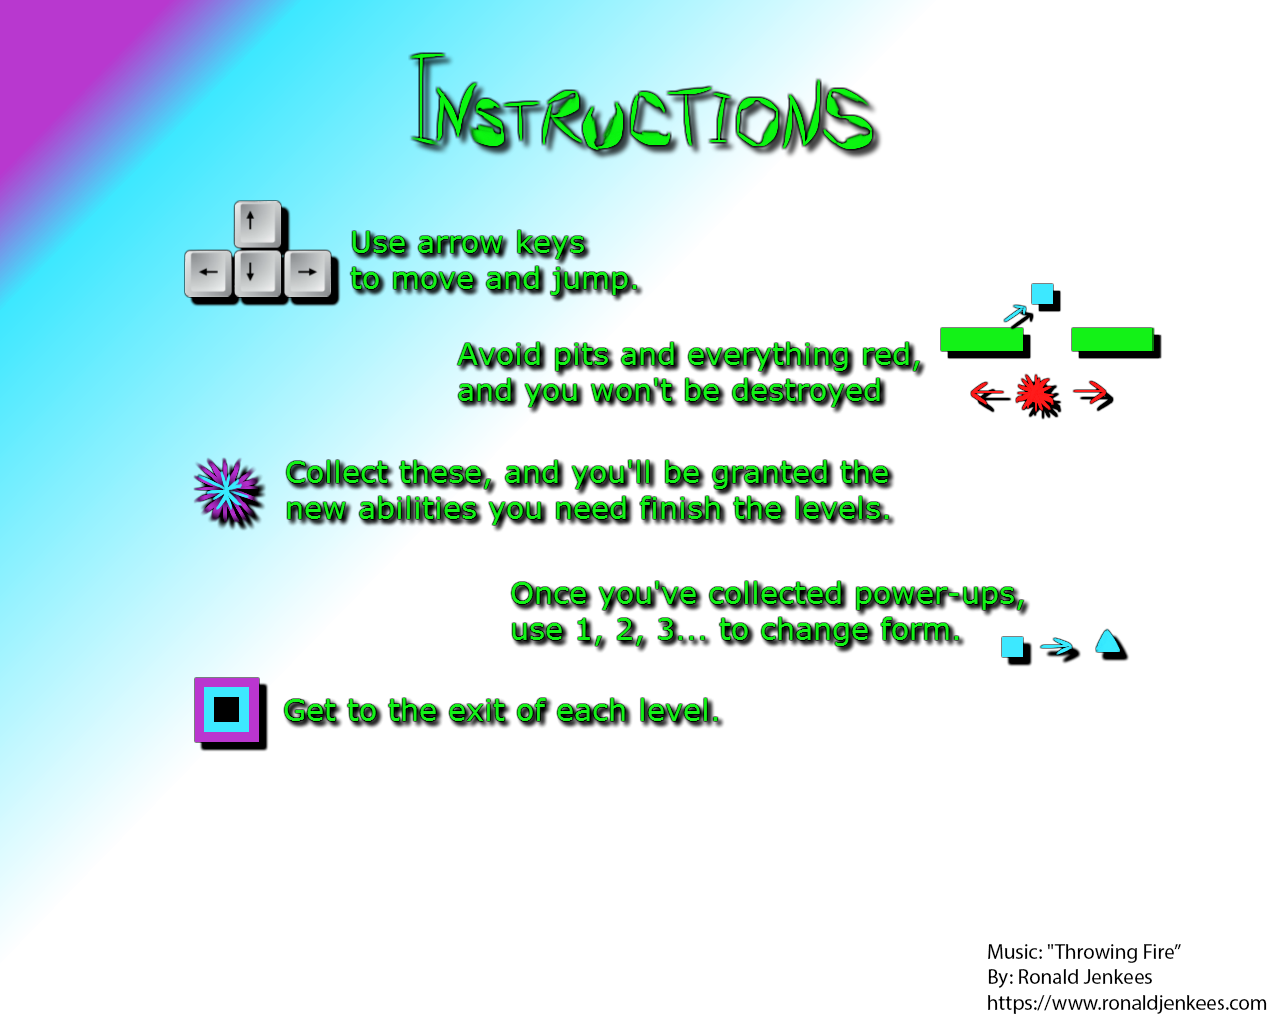 Instructions
↑
← ↓ →
Use arrow keys
to move and jump.
Avoid pits and everything red,
and you won't be destroyed
Collect these, and you'll be granted the
new abilities you need finish the levels.
Once you've collected power-ups,
use 1, 2, 3... to change form.
Get to the exit of each level.
Music: "Throwing Fire”
By: Ronald Jenkees
https://www.ronaldjenkees.com